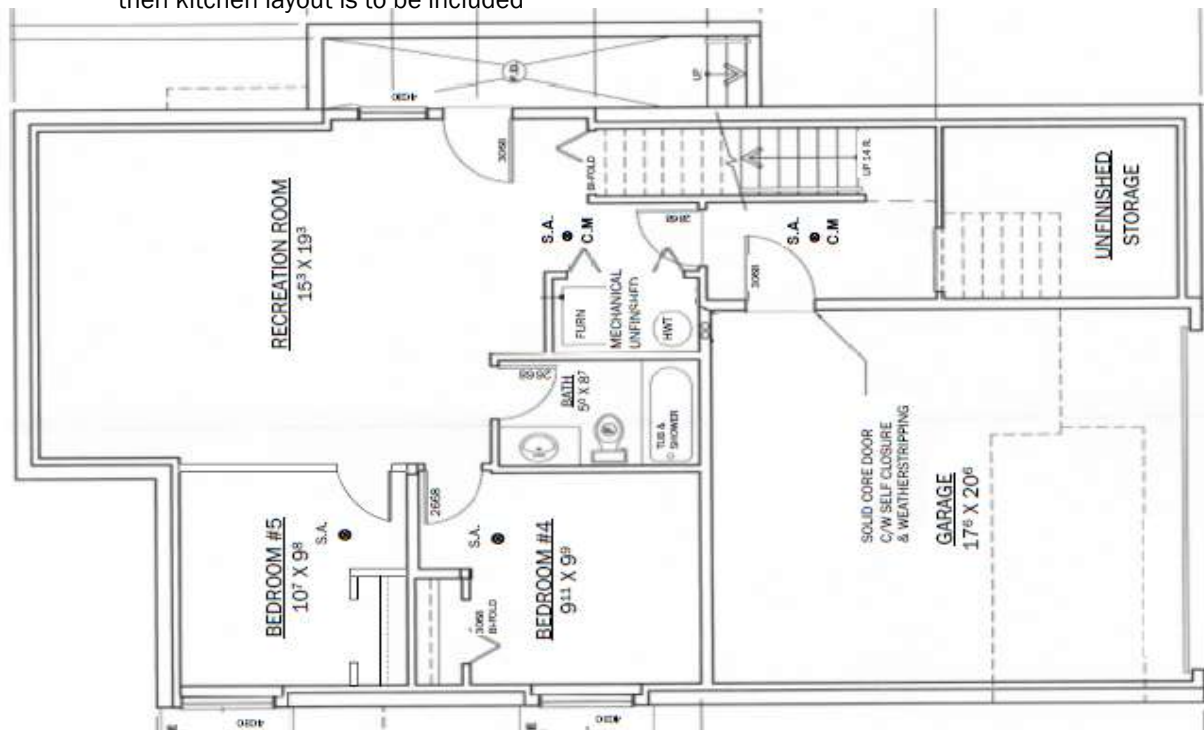 then kitchen layout is to be included
F.D.
UP
3068
BI-FOLD
UP 14 R.
RECREATION ROOM
15³ X 19³
S.A.
C.M
S.A.
C.M
UNFINISHED
STORAGE
3068
FURN
MECHANICAL
UNFINISHED
HWT
BATH
5⁰ X 8⁷
TUB &
SHOWER
2668
BEDROOM #5
10⁷ X 9⁸
S.A.
S.A.
BEDROOM #4
9¹¹ X 9⁹
3068
BI-FOLD
SOLID CORE DOOR
C/W SELF CLOSURE
& WEATHERSTRIPPING
GARAGE
17⁶ X 20⁶